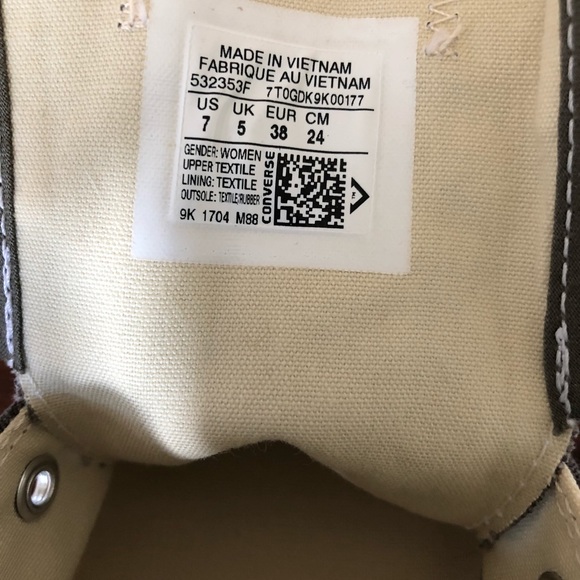 MADE IN VIETNAM
FABRIQUE AU VIETNAM
532353F 7T0GDK9K00177
US UK EUR CM
7 5 38 24
GENDER: WOMEN
UPPER TEXTILE
LINING: TEXTILE
OUTSOLE: TEXTILE/RUBBER
9K 1704 M88
CONVERSE